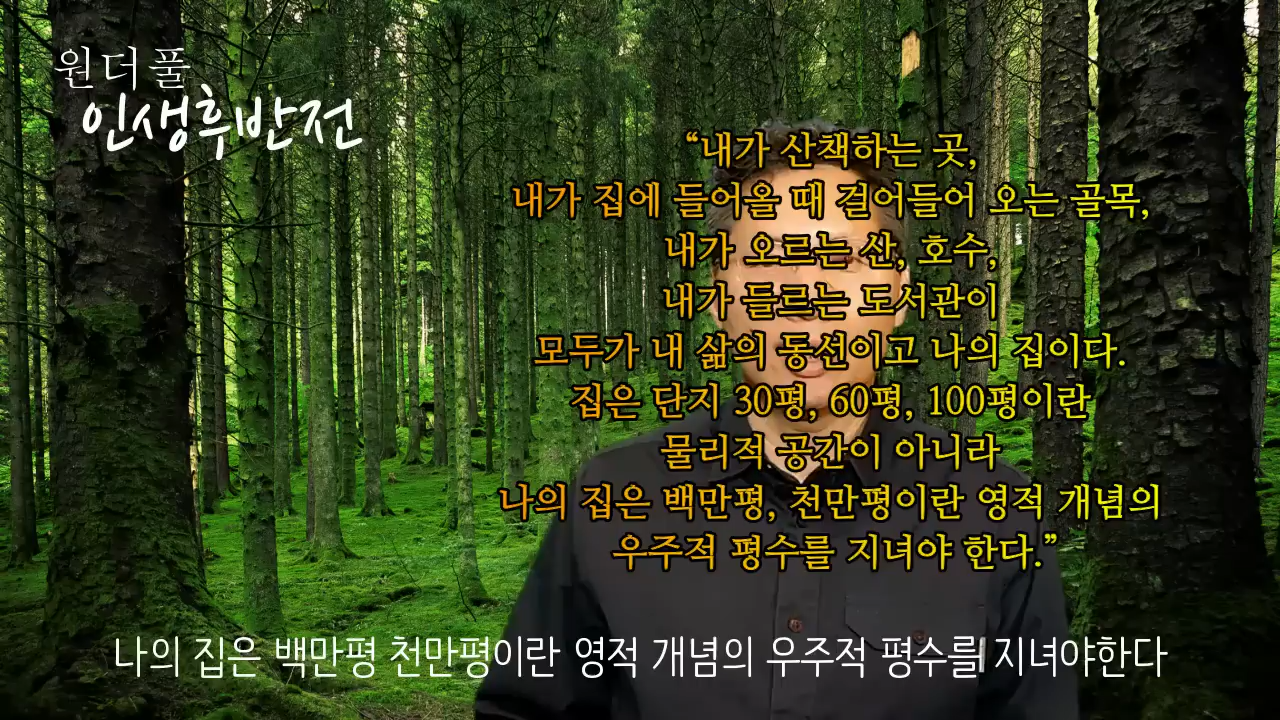 원더풀
인생후반전
“내가 산책하는 곳,
내가 집에 들어올 때 걸어들어 오는 골목,
내가 오르는 산, 호수,
내가 들르는 도서관이
모두가 내 삶의 동선이고 나의 집이다.
집은 단지 30평, 60평, 100평이란
물리적 공간이 아니라
나의 집은 백만평, 천만평이란 영적 개념의
우주적 평수를 지녀야 한다.”
나의 집은 백만평 천만평이란 영적 개념의 우주적 평수를 지녀야한다